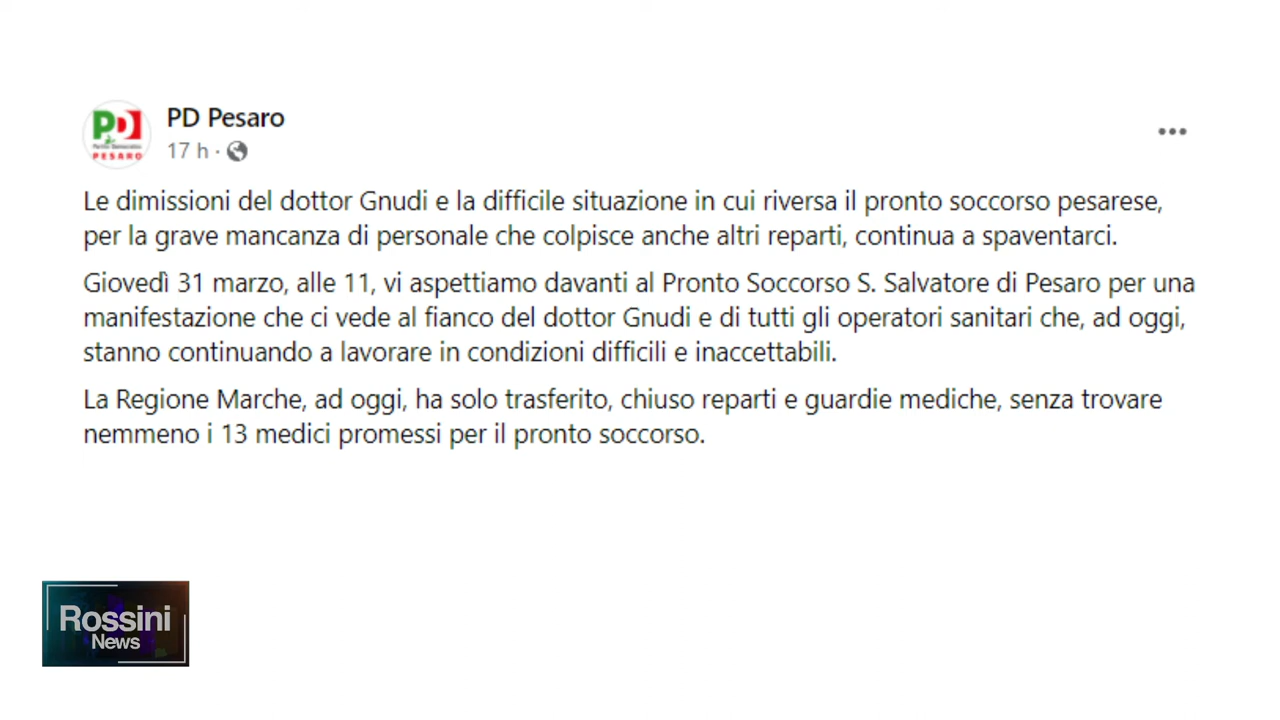 PD
Partito Democratico
PESARO
PD Pesaro
17 h ·
Le dimissioni del dottor Gnudi e la difficile situazione in cui riversa il pronto soccorso pesarese,
per la grave mancanza di personale che colpisce anche altri reparti, continua a spaventarci.
Giovedì 31 marzo, alle 11, vi aspettiamo davanti al Pronto Soccorso S. Salvatore di Pesaro per una
manifestazione che ci vede al fianco del dottor Gnudi e di tutti gli operatori sanitari che, ad oggi,
stanno continuando a lavorare in condizioni difficili e inaccettabili.
La Regione Marche, ad oggi, ha solo trasferito, chiuso reparti e guardie mediche, senza trovare
nemmeno i 13 medici promessi per il pronto soccorso.
Rossini
News